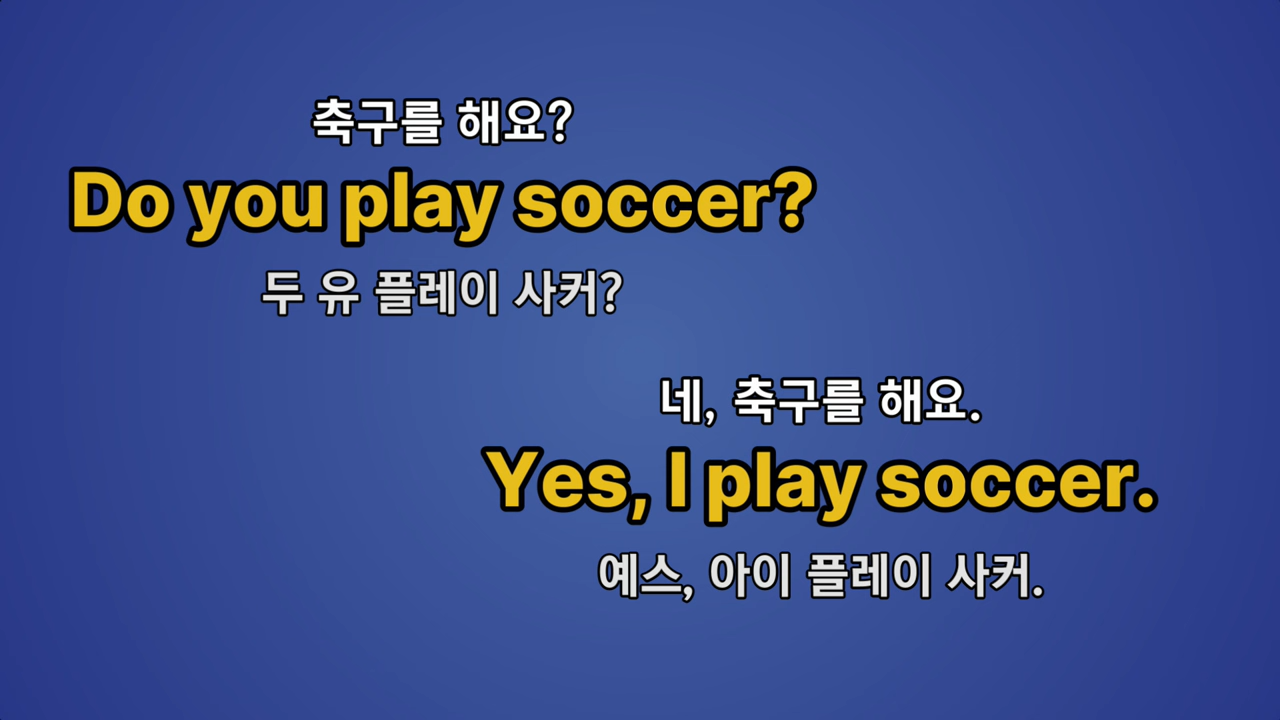 축구를 해요?
Do you play soccer?
두 유 플레이 사커?
네, 축구를 해요.
Yes, I play soccer.
예스, 아이 플레이 사커.